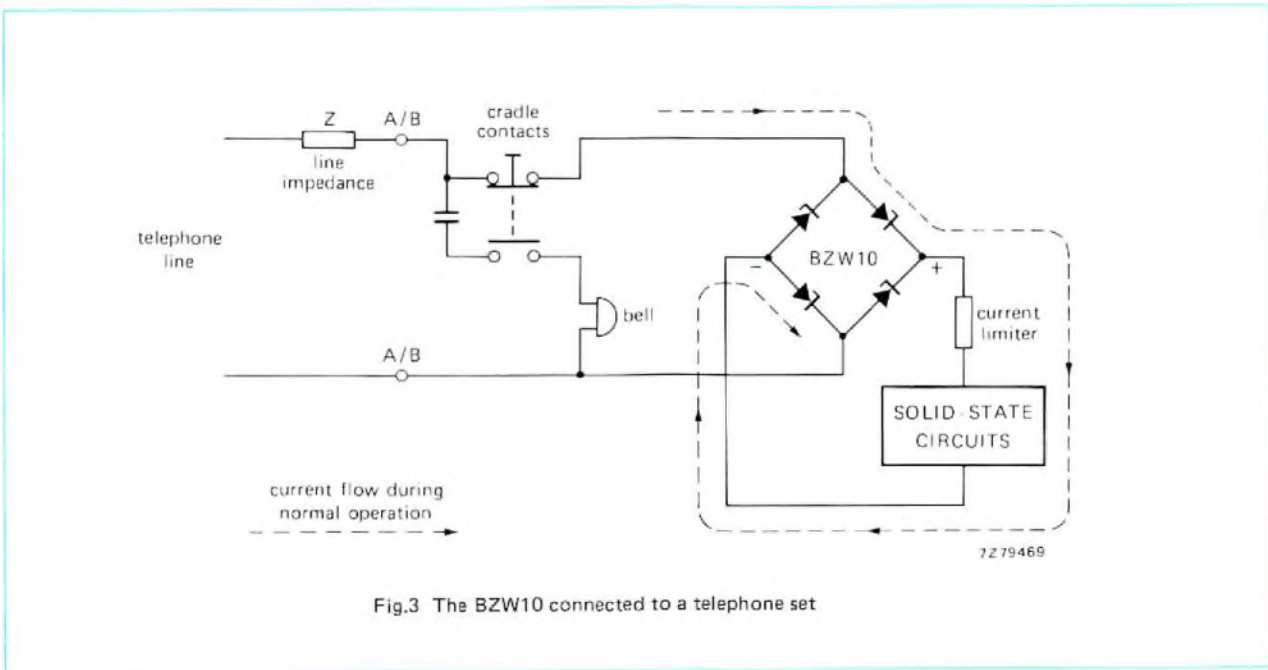 Z
A/B
cradle
contacts
line
impedance
telephone
line
BZW10
-
+
bell
current
limiter
A/B
SOLID-STATE
CIRCUITS
current flow during
normal operation
7Z79469
Fig.3 The BZW10 connected to a telephone set